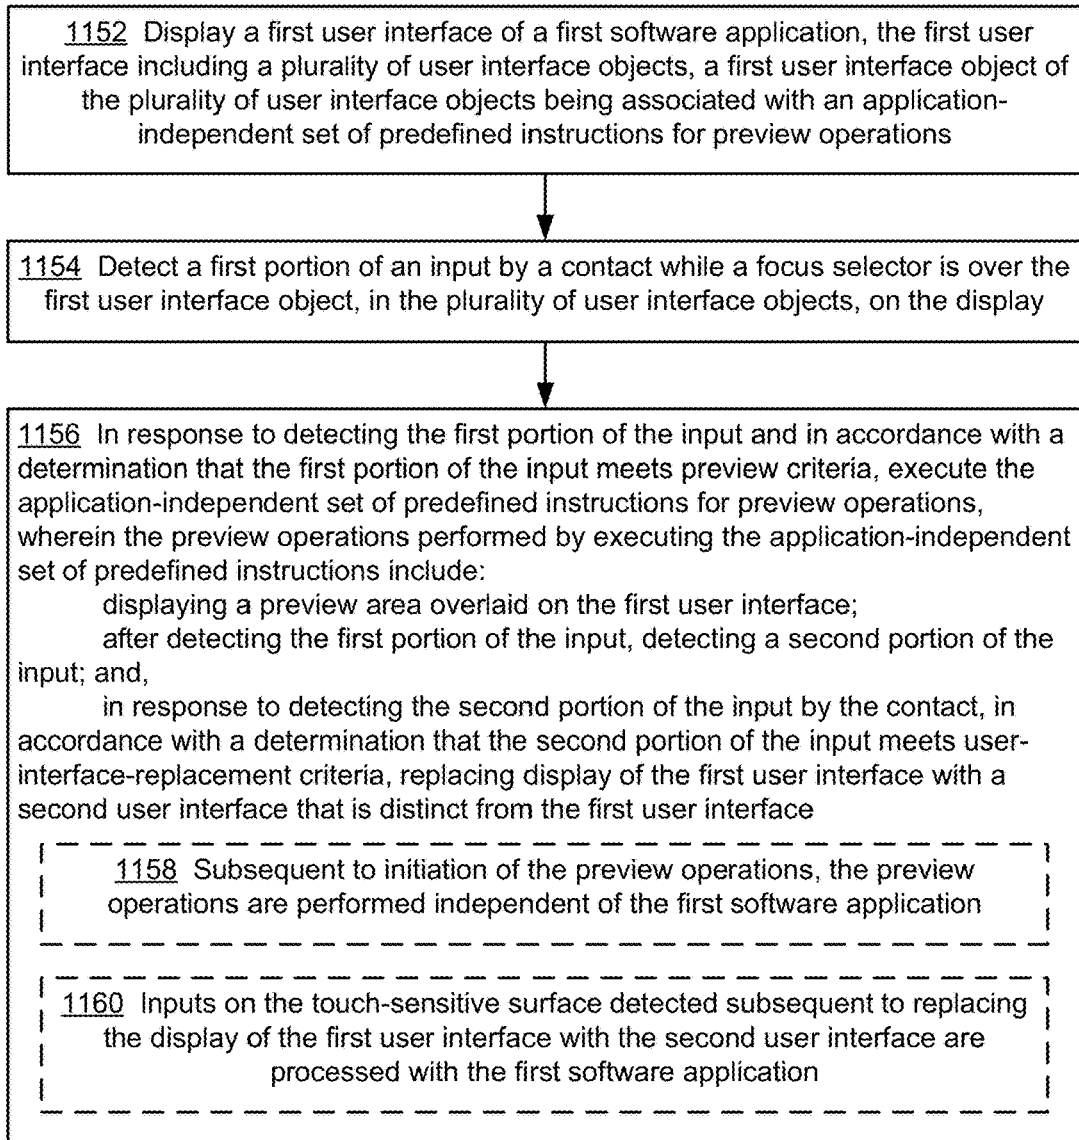 1152 Display a first user interface of a first software application, the first user
interface including a plurality of user interface objects, a first user interface object of
the plurality of user interface objects being associated with an application-
independent set of predefined instructions for preview operations
1154 Detect a first portion of an input by a contact while a focus selector is over the
first user interface object, in the plurality of user interface objects, on the display
1156 In response to detecting the first portion of the input and in accordance with a
determination that the first portion of the input meets preview criteria, execute the
application-independent set of predefined instructions for preview operations,
wherein the preview operations performed by executing the application-independent
set of predefined instructions include:
displaying a preview area overlaid on the first user interface;
after detecting the first portion of the input, detecting a second portion of the
input; and,
in response to detecting the second portion of the input by the contact, in
accordance with a determination that the second portion of the input meets user-
interface-replacement criteria, replacing display of the first user interface with a
second user interface that is distinct from the first user interface
1158 Subsequent to initiation of the preview operations, the preview
operations are performed independent of the first software application
1160 Inputs on the touch-sensitive surface detected subsequent to replacing
the display of the first user interface with the second user interface are
processed with the first software application